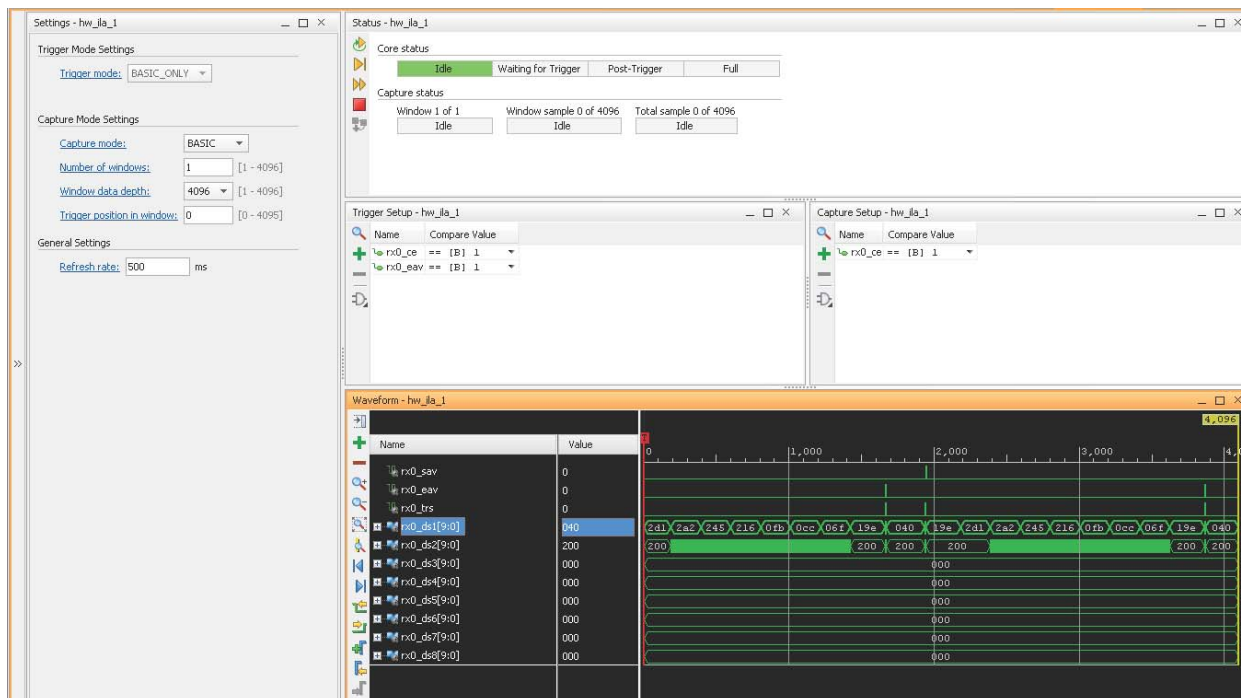 Settings - hw_ila_1
Trigger Mode Settings
Trigger mode: BASIC_ONLY
Capture Mode Settings
Capture mode: BASIC
Number of windows: 1 [1 - 4096]
Window data depth: 4096 [1 - 4096]
Trigger position in window: 0 [0 - 4095]
General Settings
Refresh rate: 500 ms
Status - hw_ila_1
Core status
Idle Waiting for Trigger Post-Trigger Full
Capture status
Window 1 of 1 Window sample 0 of 4096 Total sample 0 of 4096
Idle Idle Idle
Trigger Setup - hw_ila_1
Name Compare Value
rx0_ce == [B] 1
rx0_eav == [B] 1
Capture Setup - hw_ila_1
Name Compare Value
rx0_ce == [B] 1
Waveform - hw_ila_1
4,096
Name Value
0 1,000 2,000 3,000 4,0
rx0_sav 0
rx0_eav 0
rx0_trs 0
rx0_ds1[9:0] 040 2d1 2a2 245 216 0fb 0cc 06f 19e 040 19e 2d1 2a2 245 216 0fb 0cc 06f 19e 040
rx0_ds2[9:0] 200 200 200 200 200 200 200
rx0_ds3[9:0] 000 000
rx0_ds4[9:0] 000 000
rx0_ds5[9:0] 000 000
rx0_ds6[9:0] 000 000
rx0_ds7[9:0] 000 000
rx0_ds8[9:0] 000 000